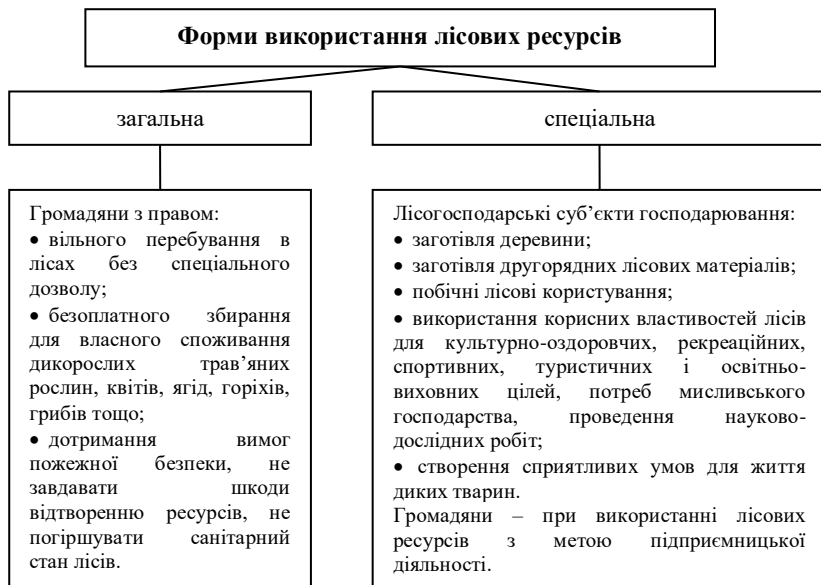 Форми використання лісових ресурсів
загальна
спеціальна
Громадяни з правом:
• вільного перебування в
лісах без спеціального
дозволу;
• безоплатного збирання
для власного споживання
дикорослих трав’яних
рослин, квітів, ягід, горіхів,
грибів тощо;
• дотримання вимог
пожежної безпеки, не
завдавати шкоди
відтворенню ресурсів, не
погіршувати санітарний
стан лісів.
Лісогосподарські суб’єкти господарювання:
• заготівля деревини;
• заготівля другорядних лісових матеріалів;
• побічні лісові користування;
• використання корисних властивостей лісів
для культурно-оздоровчих, рекреаційних,
спортивних, туристичних і освітньо-
виховних цілей, потреб мисливського
господарства, проведення науково-
дослідних робіт;
• створення сприятливих умов для життя
диких тварин.
Громадяни – при використанні лісових
ресурсів з метою підприємницької
діяльності.